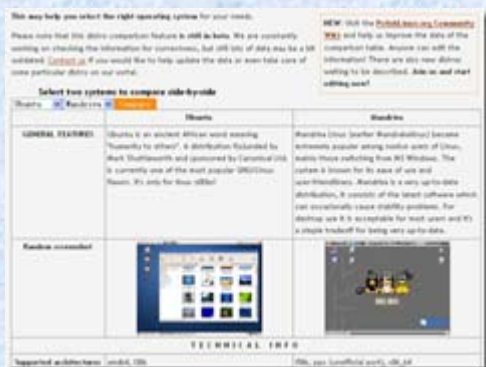 This may help you select the right operating system for your needs.
Please note that this distro comparison feature is still in beta. We are constantly
working on checking the information for correctness, but still lots of data may be a bit
outdated. Contact us if you would like to help update the data or even take care of
some particular distro on our portal.
NEW: Visit the PolishLinux.org Community
Wiki and help us improve the data of the
comparison table. Anyone can edit the
information! There are also new distros
waiting to be described. Join us and start
editing now!
Select two systems to compare side-by-side
Ubuntu Mandriva Compare
Ubuntu Mandriva
GENERAL FEATURES
Ubuntu is an ancient African word meaning
"humanity to others". A distribution founded by
Mark Shuttleworth and sponsored by Canonical Ltd.
is currently one of the most popular GNU/Linux
flavors. It's only for
Mandriva Linux (earlier Mandrakelinux) became
extremely popular among novice users of Linux,
mainly those switching from MS Windows. The
system is known for its ease of use and
user-friendliness. Mandriva is a very up-to-date
distribution, it consists of the latest software which
can occasionally cause stability problems. For
desktop use it is acceptable for most users and it's
a simple tradeoff for being very up-to-date.
Random screenshot
TECHNICAL INFO
Supported architectures
amd64, i386
i586, ppc (unofficial port), x86_64